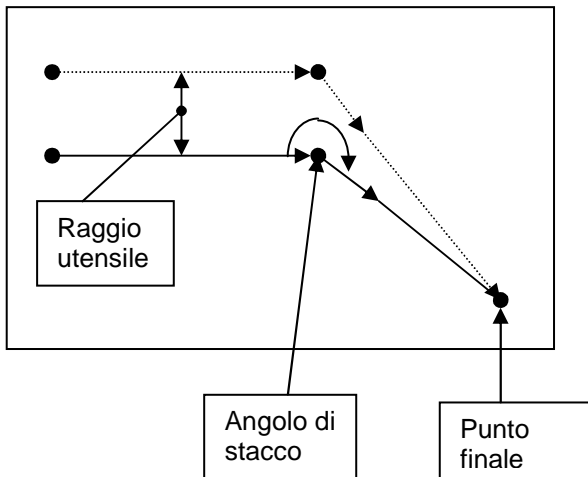 Raggio
utensile
Angolo di
stacco
Punto
finale